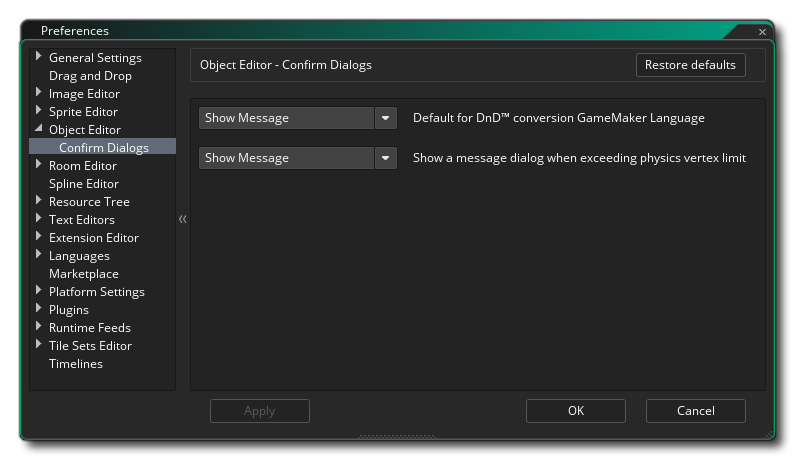 Preferences
General Settings
Drag and Drop
Image Editor
Sprite Editor
Object Editor
Confirm Dialogs
Room Editor
Spline Editor
Resource Tree
Text Editors
Extension Editor
Languages
Marketplace
Platform Settings
Plugins
Runtime Feeds
Tile Sets Editor
Timelines
Object Editor - Confirm Dialogs
Restore defaults
Show Message Default for DnD™ conversion GameMaker Language
Show Message Show a message dialog when exceeding physics vertex limit
Apply OK Cancel